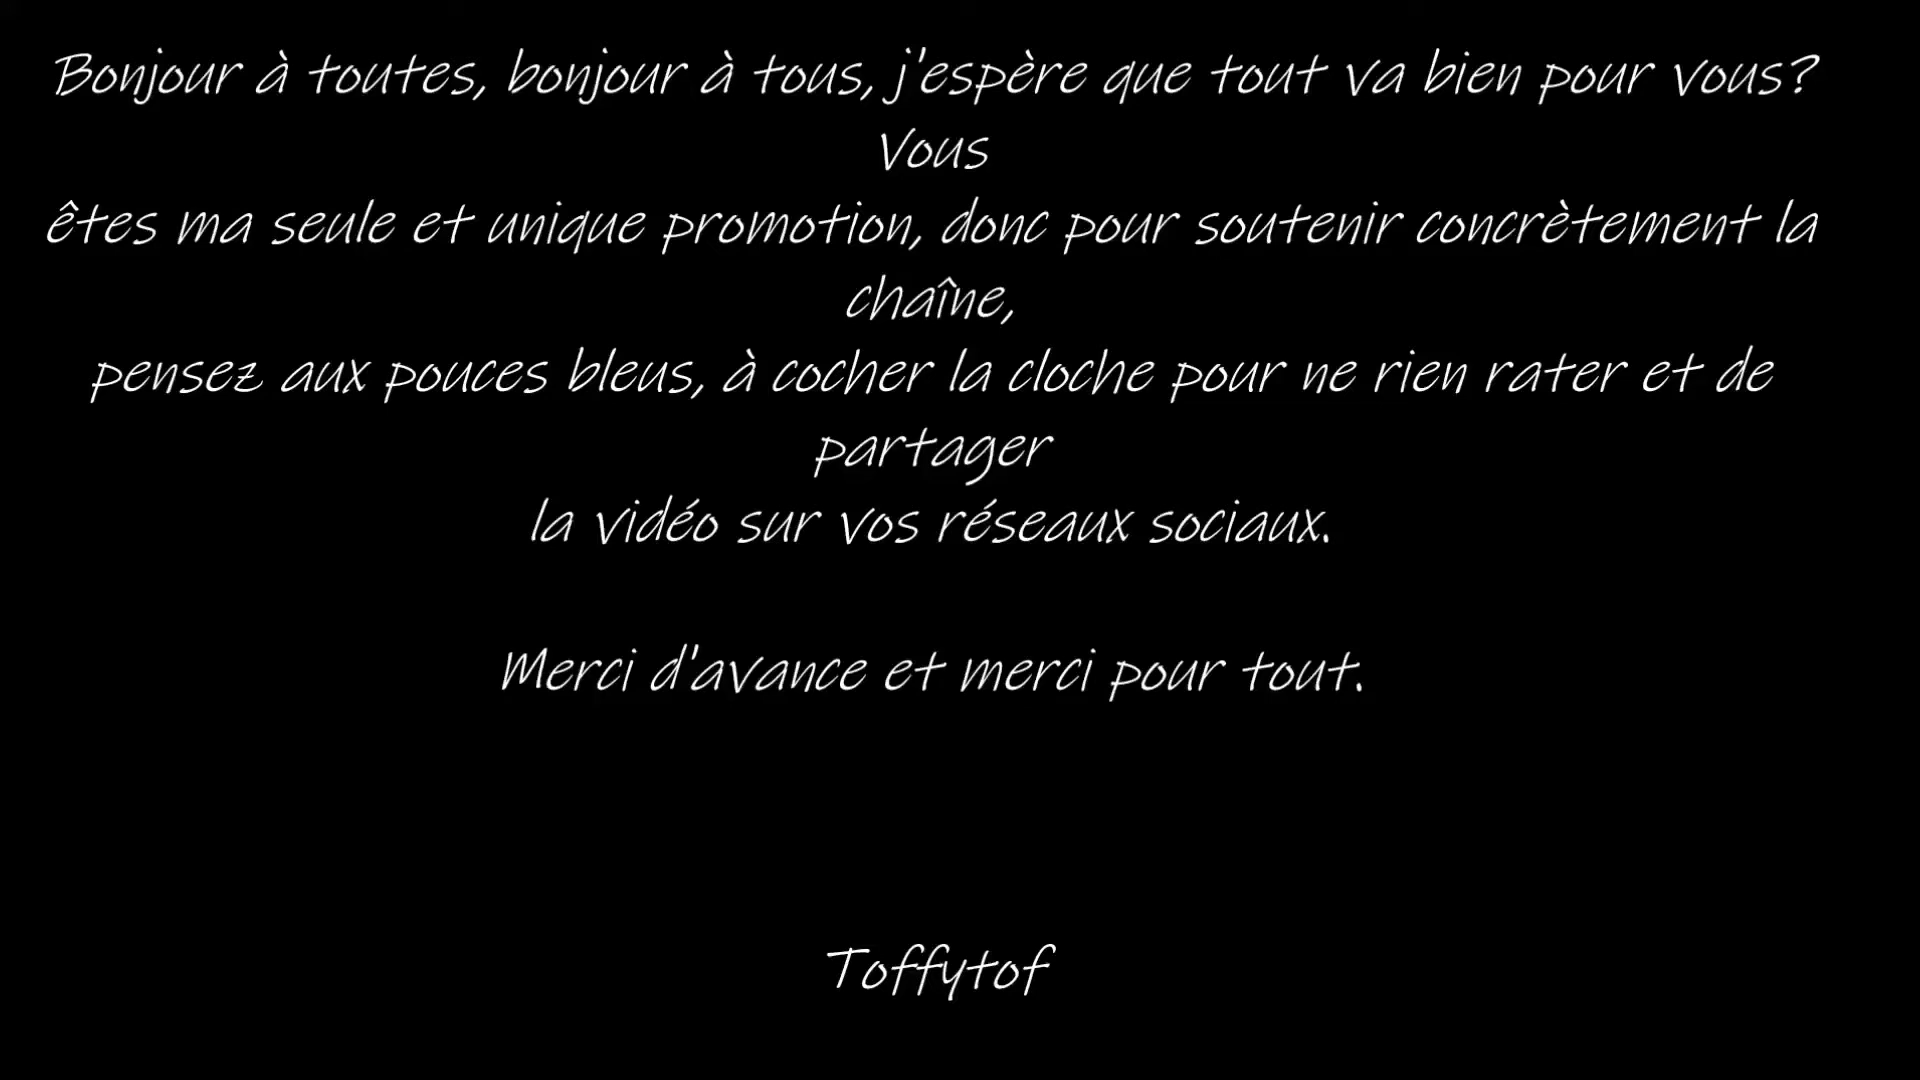 Bonjour à toutes, bonjour à tous, j'espère que tout va bien pour vous?
Vous
êtes ma seule et unique promotion, donc pour soutenir concrètement la
chaîne,
pensez aux pouces bleus, à cocher la cloche pour ne rien rater et de
partager
la vidéo sur vos réseaux sociaux.
Merci d'avance et merci pour tout.
Toffytof